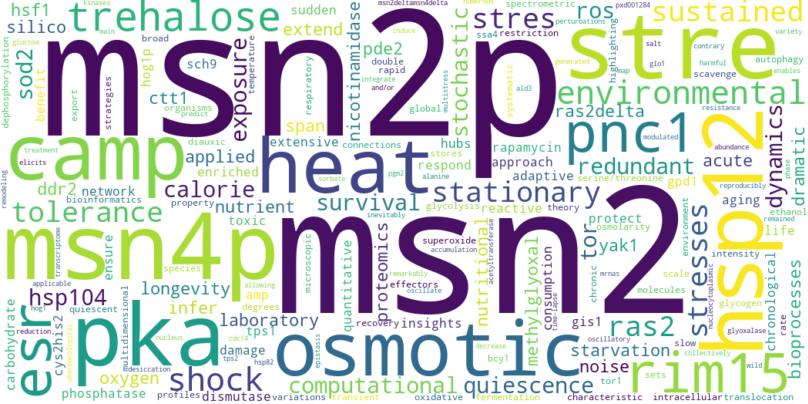 msn2p
msn2
stre
camp
pka
osmotic
heat
msn4p
esr
hsp12
rim15
pnc1
trehalose
environmental
stres
stresses
shock
ras2
redundant
stationary
tolerance
sustained
hsp104
calorie
exposure
stochastic
computational
quiescence
dynamics
sod2
ros
tor
yak1
survival
longevity
laboratory
infer
oxygen
noise
starvation
acute
dramatic
bioprocesses
nutritional
methylglyoxal
proteomics
nicotinamidase
extend
span
pde2
ctt1
applied
nutrient
network
ddr2
silico
hsf1
sudden
benefit
hog1p
sch9
extensive
hubs
rapamycin
approach
adaptive
respond
ras2delta
enriched
toxic
ensure
species
amp
degrees
tps1
damage
phosphatase
dismutase
variations
transient
oxidative
fermentation
characteristic
intracellular
translocation
profiles
reduction
hog1
quiescent
carbohydrate
cys2his2
multidimensional
bioinformatics
property
remodeling
treatment
elicits
export
strategies
diauxic
organisms
predict
and/or
integrate
induce
main
glucose
broad
temperature
dephosphorylation
msn2deltamsn4delta
double
rapid
respiratory
global
connections
stores
alanine
pgm2
sorbate
glycolysis
reactive
theory
superoxide
accumulation
effectors
consumption
time-lapse
acetyltransferase
quantitative
microscopic
allowing
inevitably
remarkably
oscillate
recovery
insights
decrease
bcy1
gis1
tor1
sets
slow
rate
oscillatory
scale
molecules
chronic
mrnas
nucleocytoplasmic
environment
osmolarity
protect
gpd1
serine/threonine
phase
aging
life
ethanol
abundance
resistance
reproducibly
remained
modulated
intensity
chronological
glycogen
glyoxalase
collectively
wild
applicable
transcriptome
nucleus
cdc14
tps2
hsp82
epistasis
desiccation
spectrometric
perturbations
restriction
ssa4
highlighting
numerous
systematic
multistress
ald3
generated
map
salt
glo1
contrary
harmful
scavenge
autophagy
enables
variety
pxd001284